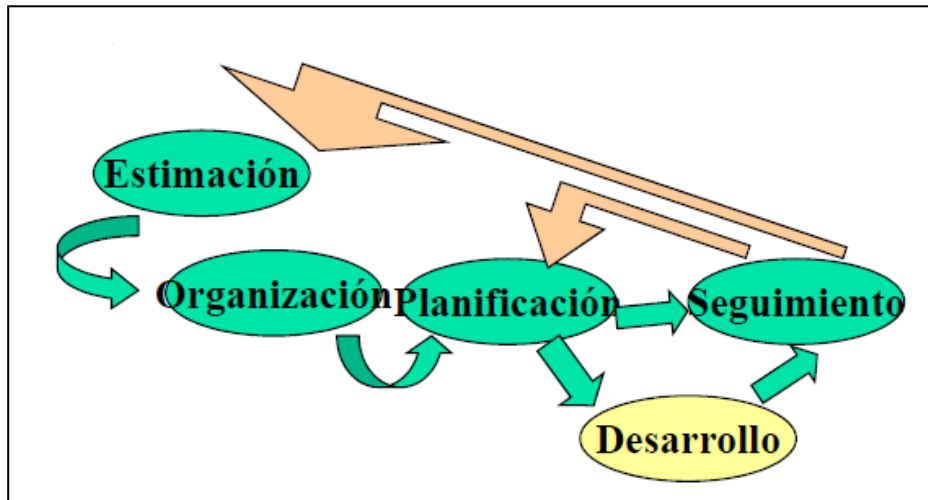 Estimación
Organización
Planificación
Seguimiento
Desarrollo